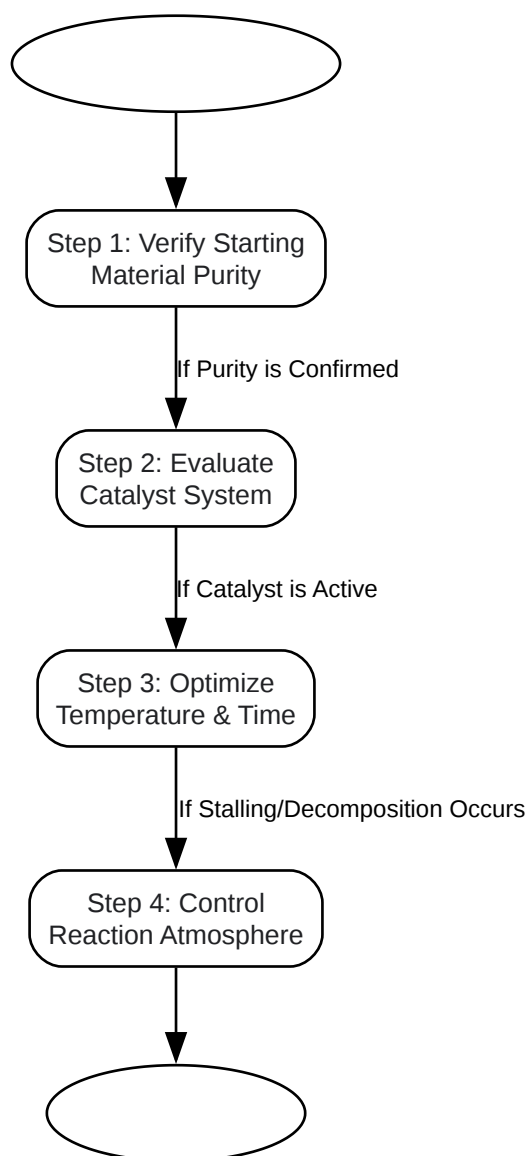 Step 1: Verify Starting
Material Purity
If Purity is Confirmed
Step 2: Evaluate
Catalyst System
If Catalyst is Active
Step 3: Optimize
Temperature & Time
If Stalling/Decomposition Occurs
Step 4: Control
Reaction Atmosphere